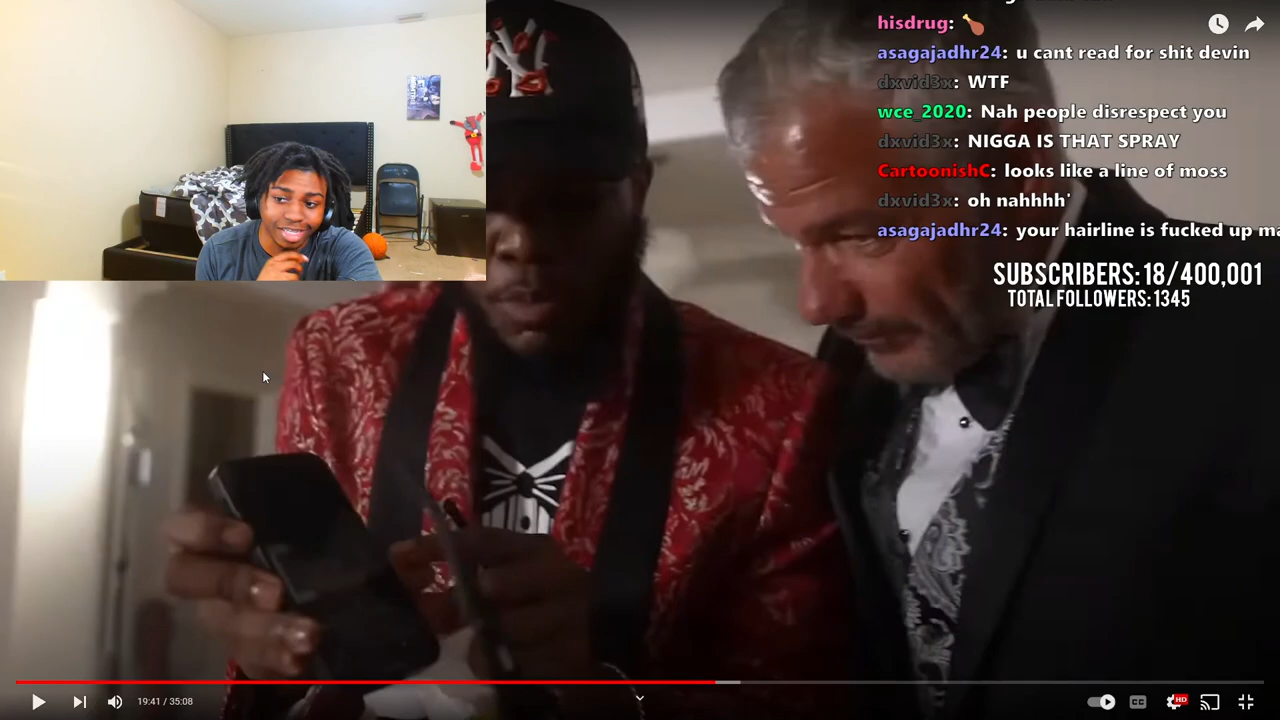 hisdrug: 🍗
asagajadhr24: u cant read for shit devin
dxvid3x: WTF
wce_2020: Nah people disrespect you
dxvid3x: NIGGA IS THAT SPRAY
CartoonishC: looks like a line of moss
dxvid3x: oh nahhhh'
asagajadhr24: your hairline is fucked up ma
SUBSCRIBERS: 18/400,001
TOTAL FOLLOWERS: 1345
19:41 / 35:08
CC
HD